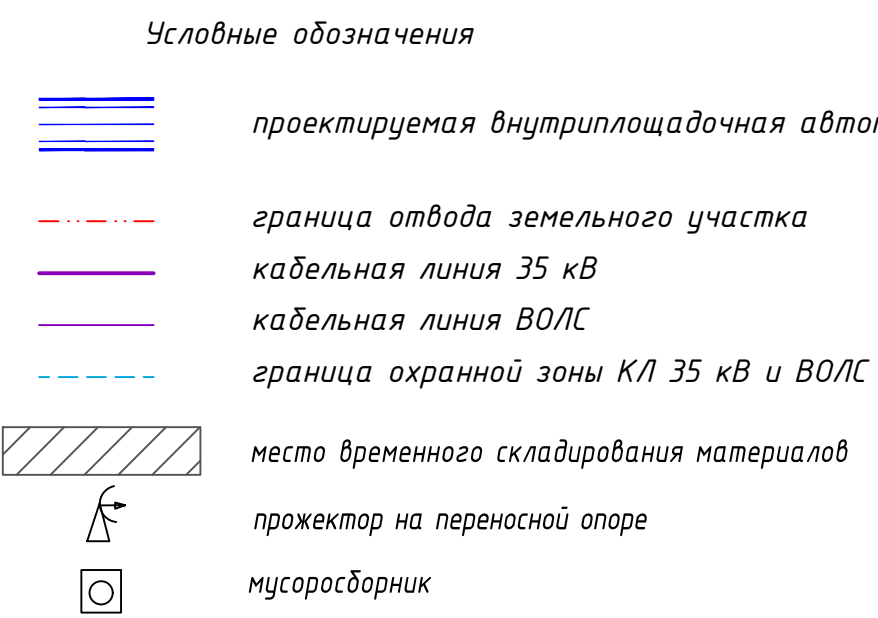 Условные обозначения
проектируемая внутриплощадочная
граница отвода земельного участка
кабельная линия 35 кВ
кабельная линия ВОЛС
граница охранной зоны КЛ 35 кВ и ВОЛС
место временного складирования материалов
прожектор на переносной опоре
мусоросборник